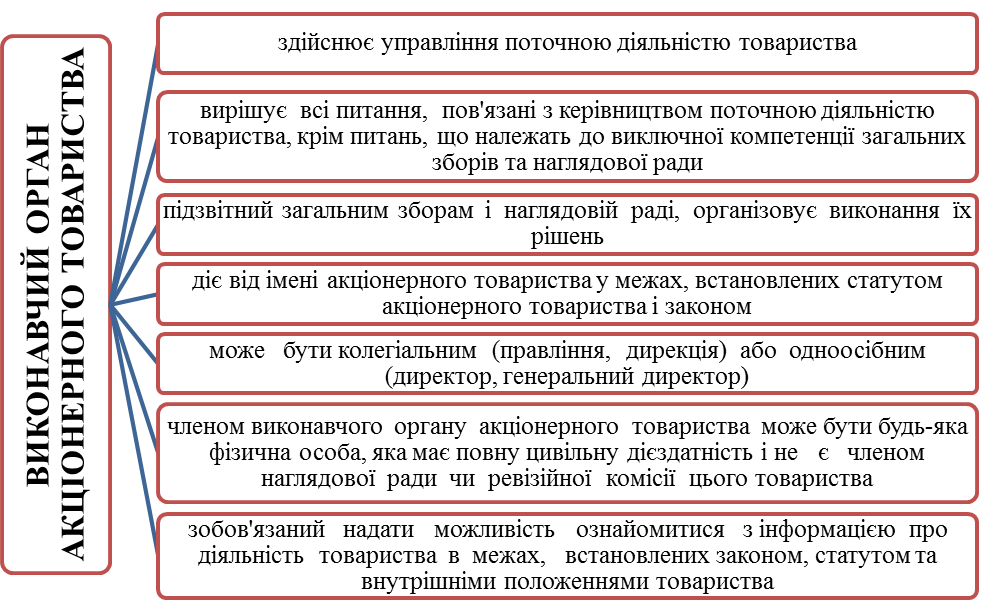 ВИКОНАВЧИЙ ОРГАН
АКЦІОНЕРНОГО ТОВАРИСТВА
здійснює управління поточною діяльністю товариства
вирішує всі питання, пов'язані з керівництвом поточною діяльністю
товариства, крім питань, що належать до виключної компетенції загальних
зборів та наглядової ради
підзвітний загальним зборам і наглядовій раді, організовує виконання їх
рішень
діє від імені акціонерного товариства у межах, встановлених статутом
акціонерного товариства і законом
може бути колегіальним (правління, дирекція) або одноосібним
(директор, генеральний директор)
членом виконавчого органу акціонерного товариства може бути будь-яка
фізична особа, яка має повну цивільну дієздатність і не є членом
наглядової ради чи ревізійної комісії цього товариства
зобов'язаний надати можливість ознайомитися з інформацією про
діяльність товариства в межах, встановлених законом, статутом та
внутрішніми положеннями товариства